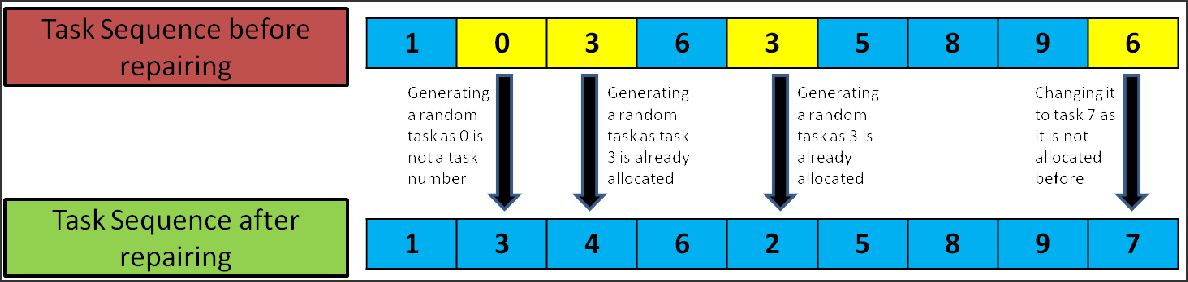 Task Sequence before
repairing
1 0 3 6 3 5 8 9 6
Generating
a random
task as 0 is
not a task
number
Generating
a random
task as task
3 is already
allocated
Generating
a random
task as 3 is
already
allocated
Changing it
to task 7 as
it is not
allocated
before
Task Sequence after
repairing
1 3 4 6 2 5 8 9 7